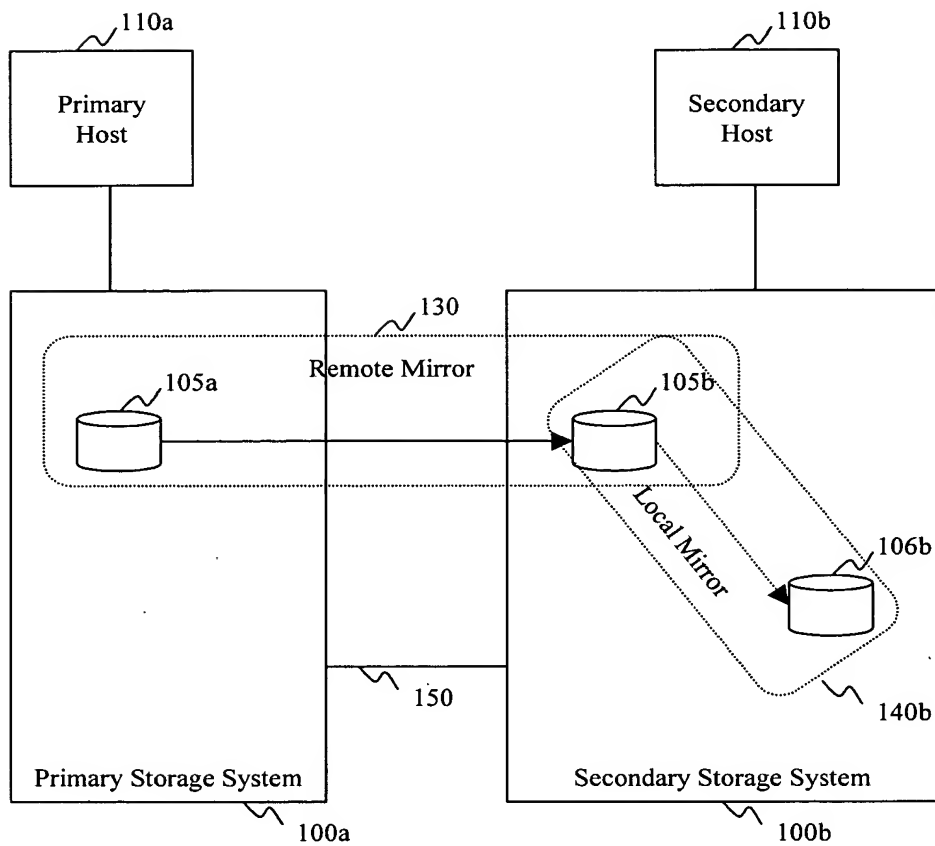 110a
110b
Primary
Host
Secondary
Host
130
Remote Mirror
105a
105b
Local Mirror
106b
150
140b
Primary Storage System
Secondary Storage System
100a
100b